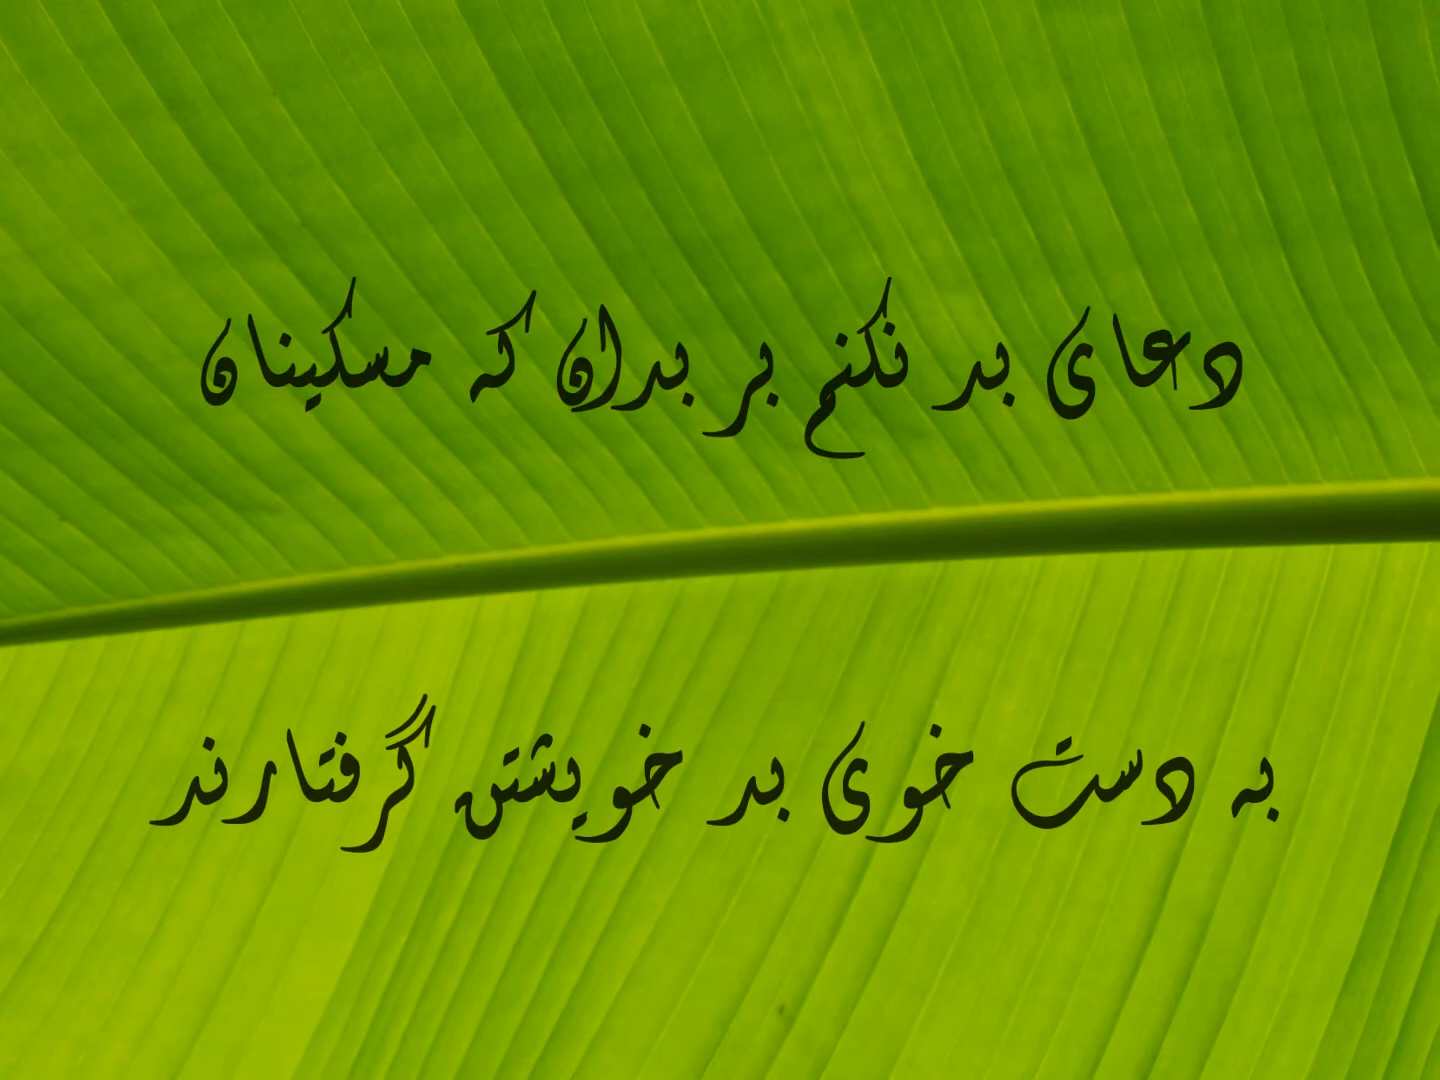 دعای بد نکنم بر بدان که مسکینان
به دست خوی بد خویشتن گرفتارند